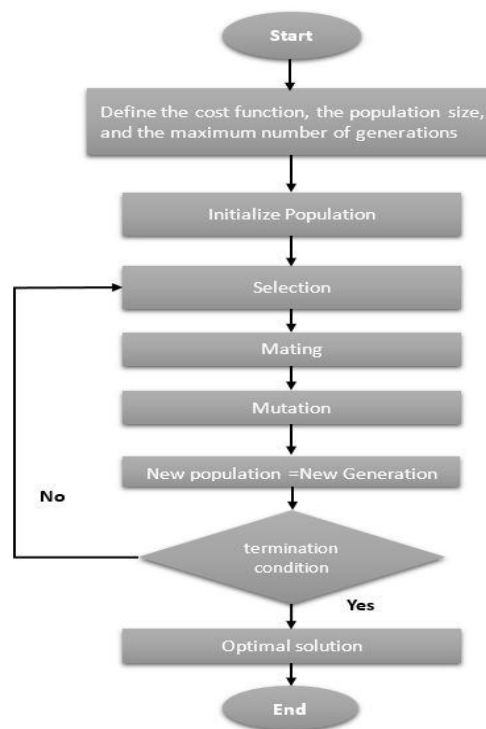 Start
Define the cost function, the population size,
and the maximum number of generations
Initialize Population
Selection
Mating
Mutation
New population =New Generation
No
termination
condition
Yes
Optimal solution
End